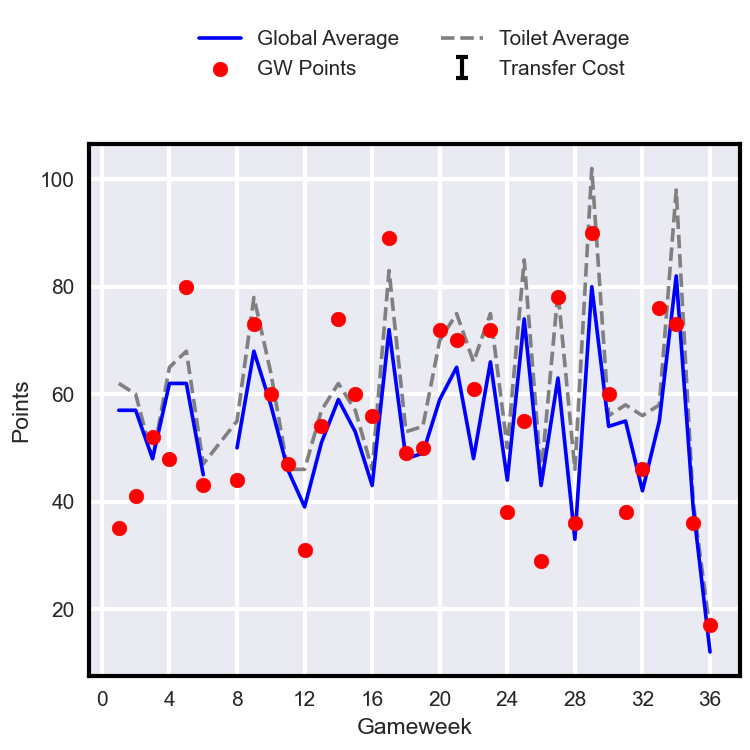 Global Average
Toilet Average
GW Points
Transfer Cost
100
80
60
40
20
Points
0 4 8 12 16 20 24 28 32 36
Gameweek